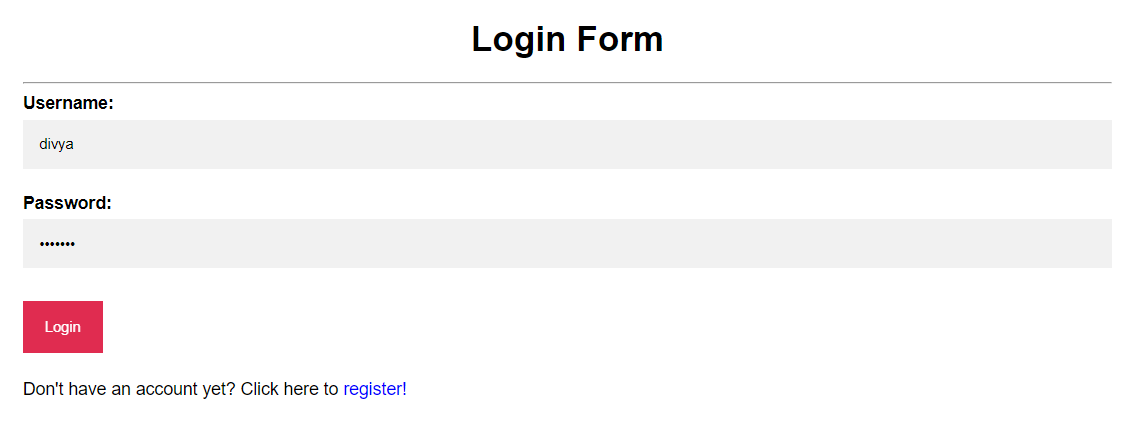 Login Form
Username:
divya
Password:
•••••••
Login
Don't have an account yet? Click here to register!